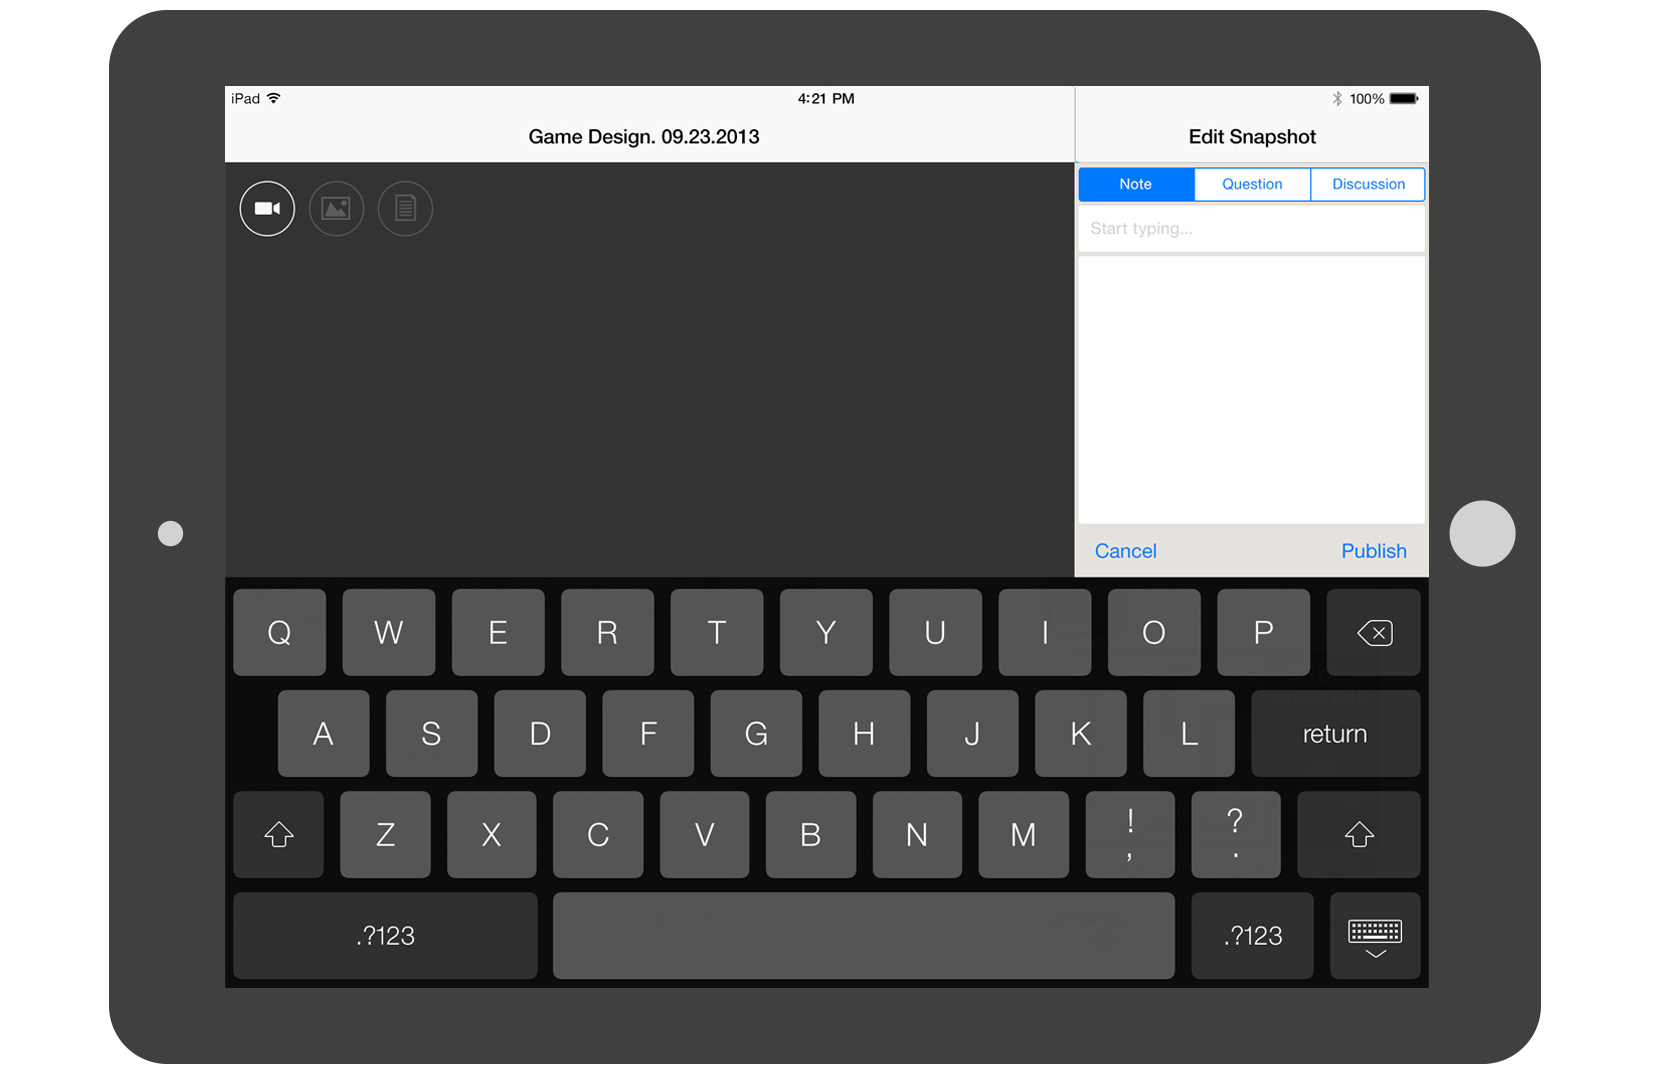 iPad 4:21 PM 100%
Game Design. 09.23.2013
Edit Snapshot
Note Question Discussion
Start typing...
Cancel Publish
Q W E R T Y U I O P
A S D F G H J K L return
Z X C V B N M ! , ? .
.?123 .?123